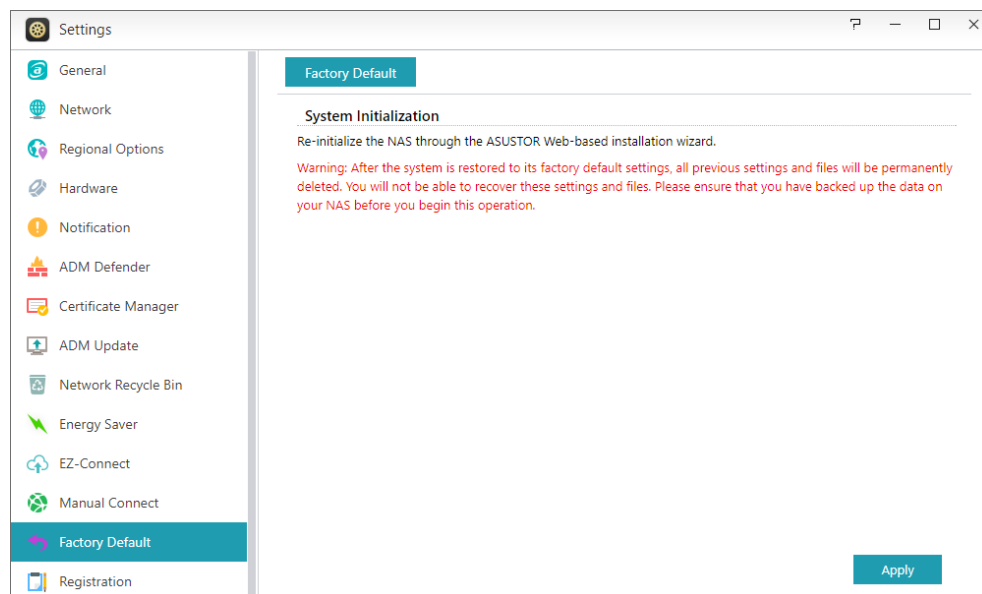 Settings
General
Network
Regional Options
Hardware
Notification
ADM Defender
Certificate Manager
ADM Update
Network Recycle Bin
Energy Saver
EZ-Connect
Manual Connect
Factory Default
Registration
Factory Default
System Initialization
Re-initialize the NAS through the ASUSTOR Web-based installation wizard.
Warning: After the system is restored to its factory default settings, all previous settings and files will be permanently
deleted. You will not be able to recover these settings and files. Please ensure that you have backed up the data on
your NAS before you begin this operation.
Apply